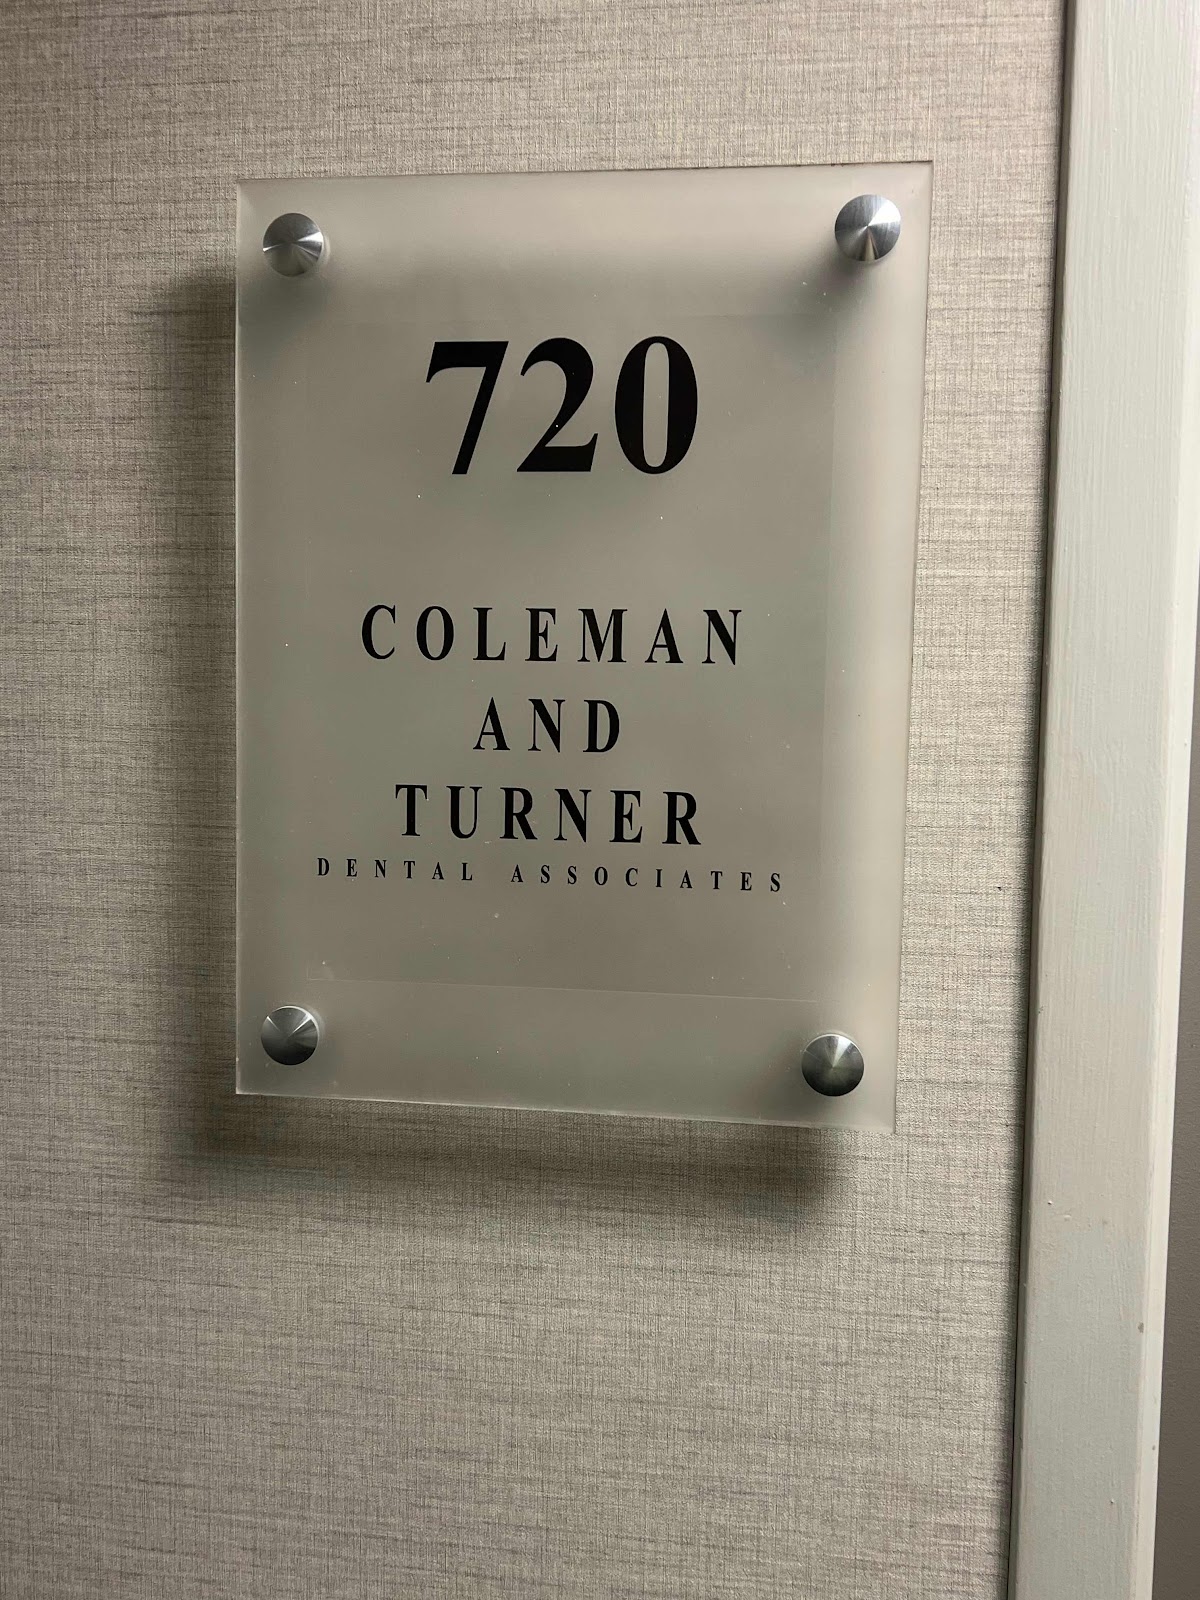 720
COLEMAN
AND
TURNER
DENTAL ASSOCIATES